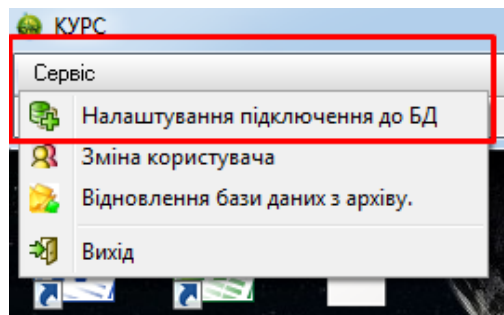 КУРС
Сервіс
Налаштування підключення до БД
Зміна користувача
Відновлення бази даних з архіву.
Вихід